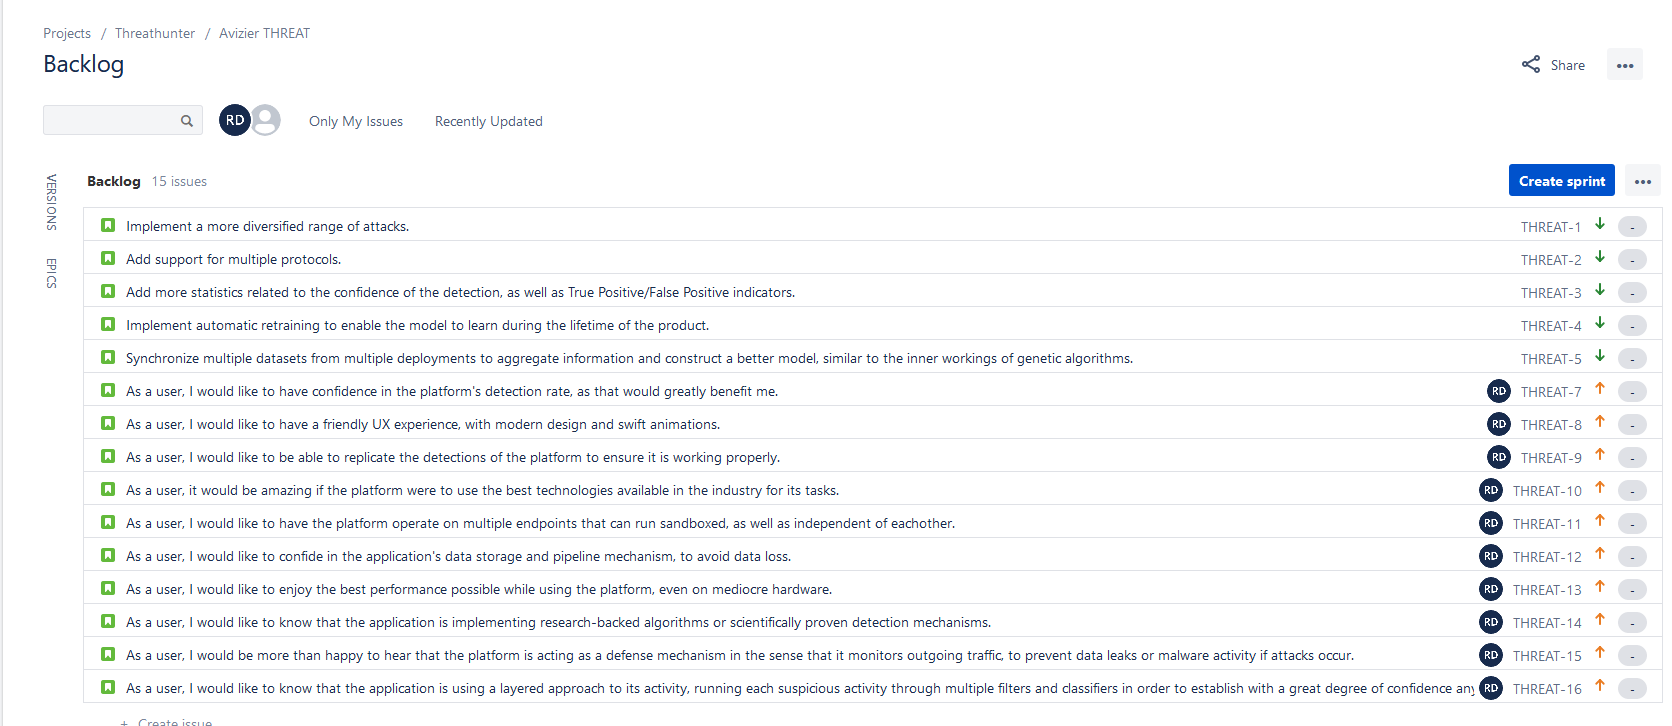 Projects / Threathunter / Avizier THREAT
Backlog
Share
RD Only My Issues Recently Updated
VERSIONS
EPICS
Backlog 15 issues Create sprint
Implement a more diversified range of attacks. THREAT-1 -
Add support for multiple protocols. THREAT-2 -
Add more statistics related to the confidence of the detection, as well as True Positive/False Positive indicators. THREAT-3 -
Implement automatic retraining to enable the model to learn during the lifetime of the product. THREAT-4 -
Synchronize multiple datasets from multiple deployments to aggregate information and construct a better model, similar to the inner workings of genetic algorithms. THREAT-5 -
As a user, I would like to have confidence in the platform's detection rate, as that would greatly benefit me. RD THREAT-7 -
As a user, I would like to have a friendly UX experience, with modern design and swift animations. RD THREAT-8 -
As a user, I would like to be able to replicate the detections of the platform to ensure it is working properly. RD THREAT-9 -
As a user, it would be amazing if the platform were to use the best technologies available in the industry for its tasks. RD THREAT-10 -
As a user, I would like to have the platform operate on multiple endpoints that can run sandboxed, as well as independent of eachother. RD THREAT-11 -
As a user, I would like to confide in the application's data storage and pipeline mechanism, to avoid data loss. RD THREAT-12 -
As a user, I would like to enjoy the best performance possible while using the platform, even on mediocre hardware. RD THREAT-13 -
As a user, I would like to know that the application is implementing research-backed algorithms or scientifically proven detection mechanisms. RD THREAT-14 -
As a user, I would be more than happy to hear that the platform is acting as a defense mechanism in the sense that it monitors outgoing traffic, to prevent data leaks or malware activity if attacks occur. RD THREAT-15 -
As a user, I would like to know that the application is using a layered approach to its activity, running each suspicious activity through multiple filters and classifiers in order to establish with a great degree of confidence any RD THREAT-16 -
+ Create issue